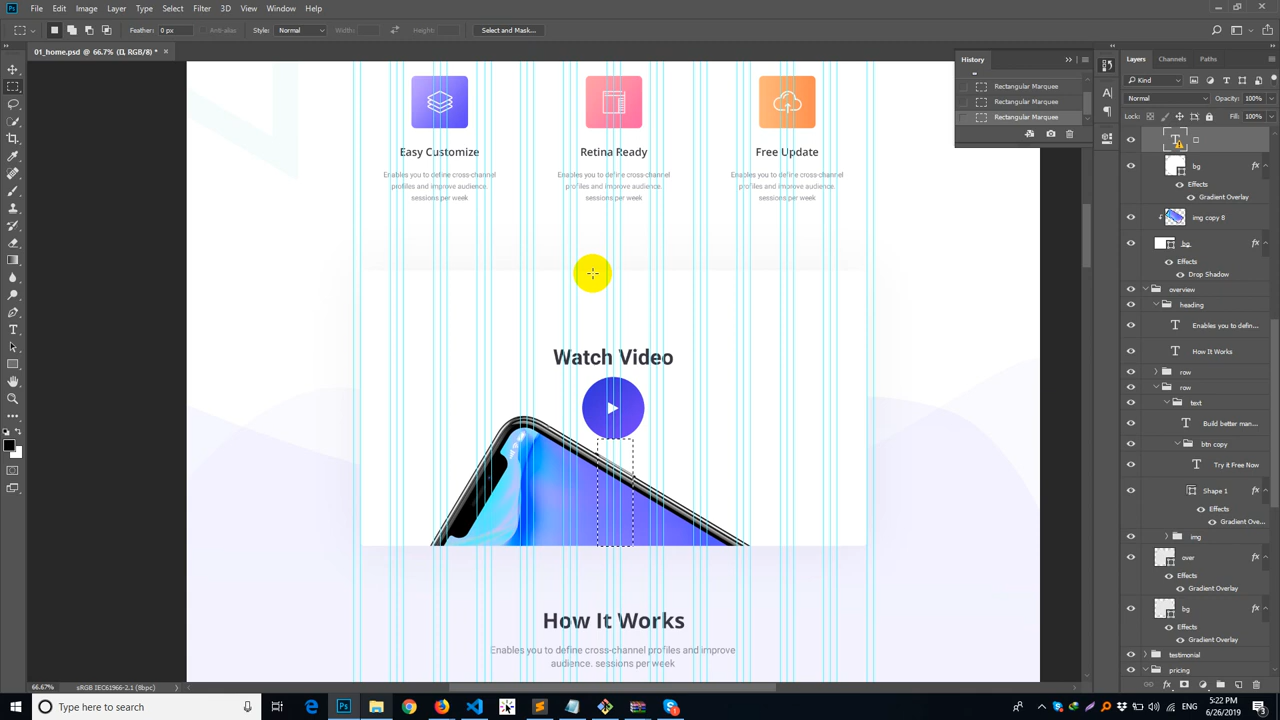 File Edit Image Layer Type Select Filter 3D View Window Help
Feather: 0 px Anti-alias Style: Normal Width: Height: Select and Mask...
01_home.psd @ 66.7% (□, RGB/8) *
History
Rectangular Marquee
Rectangular Marquee
Rectangular Marquee
Layers Channels Paths
Kind
Normal Opacity: 100%
Lock: Fill: 100%
□
bg
Effects
Gradient Overlay
img copy 8
bg
Effects
Drop Shadow
overview
heading
Enables you to defin...
How It Works
row
row
text
Build better man...
btn copy
Try it Free Now
Shape 1
Effects
Gradient Ove...
img
over
Effects
Gradient Overlay
bg
Effects
Gradient Overlay
testimonial
pricing
Easy Customize
Enables you to define cross-channel
profiles and improve audience.
sessions per week
Retina Ready
Enables you to define cross-channel
profiles and improve audience.
sessions per week
Free Update
Enables you to define cross-channel
profiles and improve audience.
sessions per week
Watch Video
How It Works
Enables you to define cross-channel profiles and improve
audience. sessions per week
66.67% sRGB IEC61966-2.1 (8bpc)
Type here to search
ENG
5:22 PM
6/26/2019